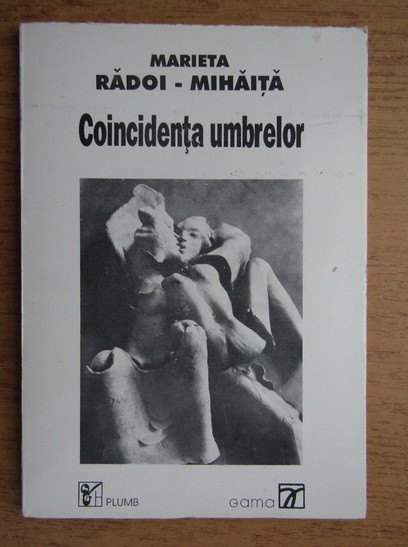 MARIETA
RĂDOI - MIHĂIȚĂ
Coincidența umbrelor
PLUMB
Gama